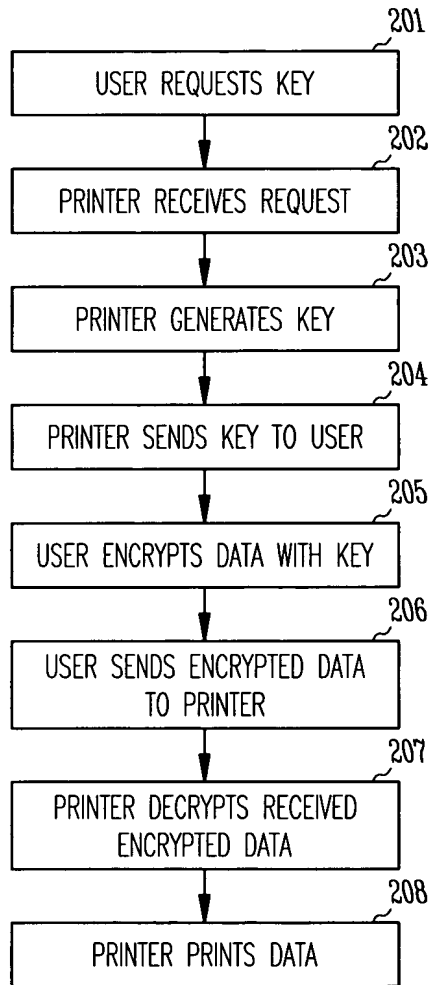 201
USER REQUESTS KEY
202
PRINTER RECEIVES REQUEST
203
PRINTER GENERATES KEY
204
PRINTER SENDS KEY TO USER
205
USER ENCRYPTS DATA WITH KEY
206
USER SENDS ENCRYPTED DATA
TO PRINTER
207
PRINTER DECRYPTS RECEIVED
ENCRYPTED DATA
208
PRINTER PRINTS DATA